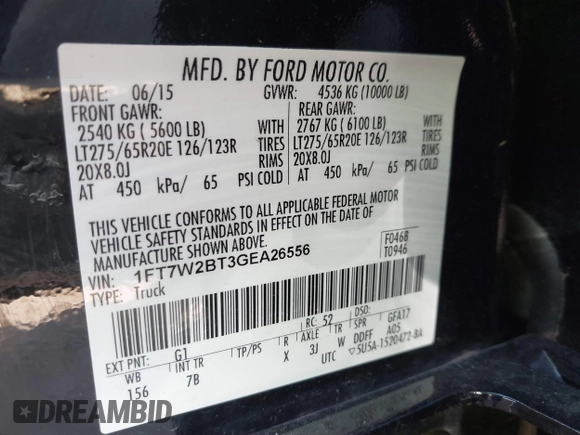 MFD. BY FORD MOTOR CO.
DATE: 06/15 GVWR: 4536 KG (10000 LB)
FRONT GAWR: REAR GAWR:
2540 KG ( 5600 LB) WITH 2767 KG ( 6100 LB) WITH
LT275/65R20E 126/123R TIRES LT275/65R20E 126/123R TIRES
20X8.0J RIMS 20X8.0J RIMS
AT 450 kPa/ 65 PSI COLD AT 450 kPa/ 65 PSI COLD
THIS VEHICLE CONFORMS TO ALL APPLICABLE FEDERAL MOTOR
VEHICLE SAFETY STANDARDS IN EFFECT ON THE DATE OF
MANUFACTURE SHOWN ABOVE.
VIN: 1FT7W2BT3GEA26556 F0468
TYPE: Truck T0946
EXT PNT: G1 RC: 52 DSO:
WB INT TR TP/PS R AXLE TR SPR GFA17
156 7B X 3J W DDFF A05
UTC ▽5U5A-1520472-BA
DREAMBID